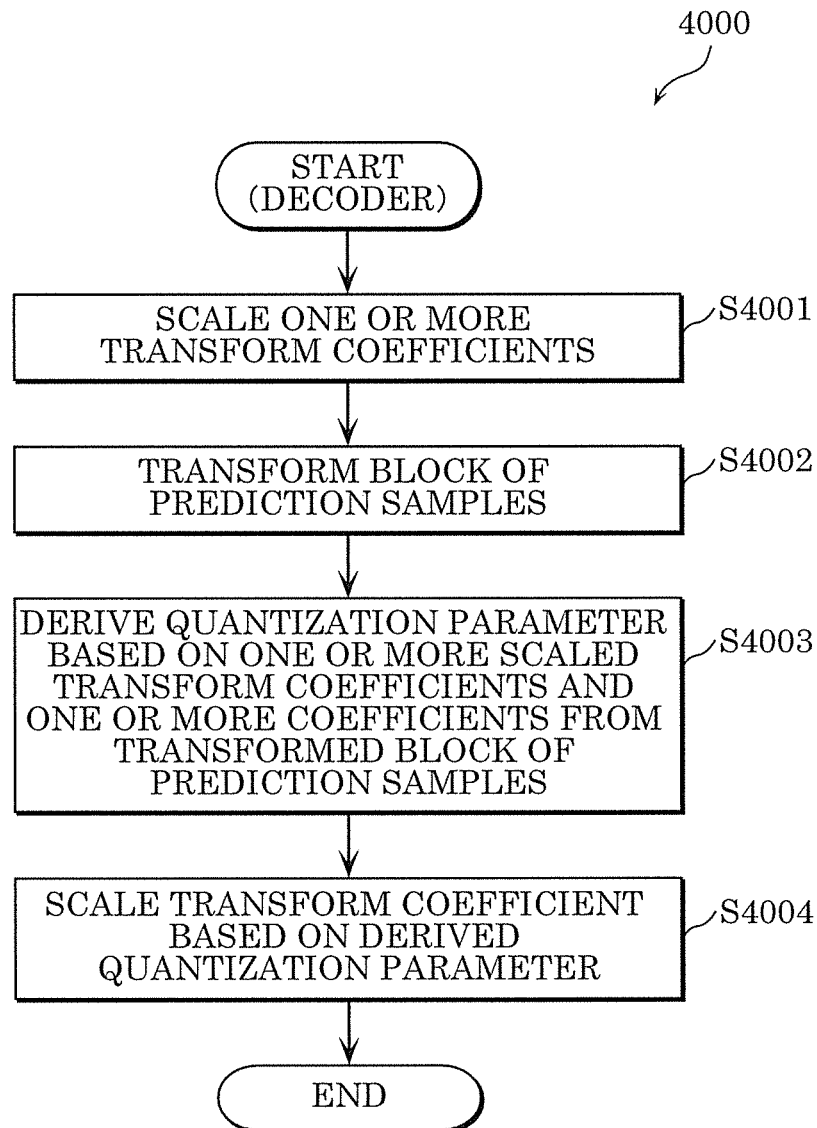 4000
START
(DECODER)
SCALE ONE OR MORE
TRANSFORM COEFFICIENTS
S4001
TRANSFORM BLOCK OF
PREDICTION SAMPLES
S4002
DERIVE QUANTIZATION PARAMETER
BASED ON ONE OR MORE SCALED
TRANSFORM COEFFICIENTS AND
ONE OR MORE COEFFICIENTS FROM
TRANSFORMED BLOCK OF
PREDICTION SAMPLES
S4003
SCALE TRANSFORM COEFFICIENT
BASED ON DERIVED
QUANTIZATION PARAMETER
S4004
END